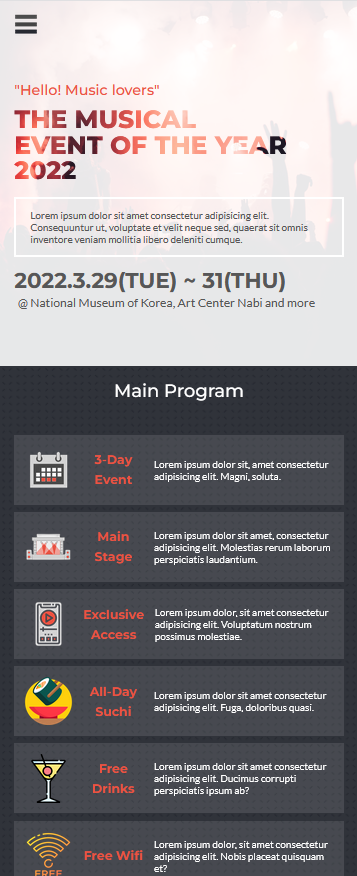 "Hello! Music lovers"
THE MUSICAL
EVENT OF THE YEAR
2022
Lorem ipsum dolor sit amet consectetur adipisicing elit.
Consequuntur ut, voluptate et velit neque sed, quaerat sit omnis
inventore veniam mollitia libero deleniti cumque.
2022.3.29(TUE) ~ 31(THU)
@ National Museum of Korea, Art Center Nabi and more
Main Program
3-Day
Event
Lorem ipsum dolor sit, amet consectetur
adipisicing elit. Magni, soluta.
Main
Stage
Lorem ipsum dolor sit amet consectetur
adipisicing elit. Molestias rerum laborum
perspiciatis laudantium.
Exclusive
Access
Lorem ipsum dolor, sit amet consectetur
adipisicing elit. Voluptatum nostrum
possimus molestiae.
All-Day
Suchi
Lorem ipsum dolor sit amet consectetur
adipisicing elit. Fuga, doloribus quasi.
Free
Drinks
Lorem ipsum dolor sit amet consectetur
adipisicing elit. Ducimus corrupti
perspiciatis ipsum ab?
FREE
Free Wifi
Lorem ipsum dolor, sit amet consectetur
adipisicing elit. Nobis placeat quisquam
et?